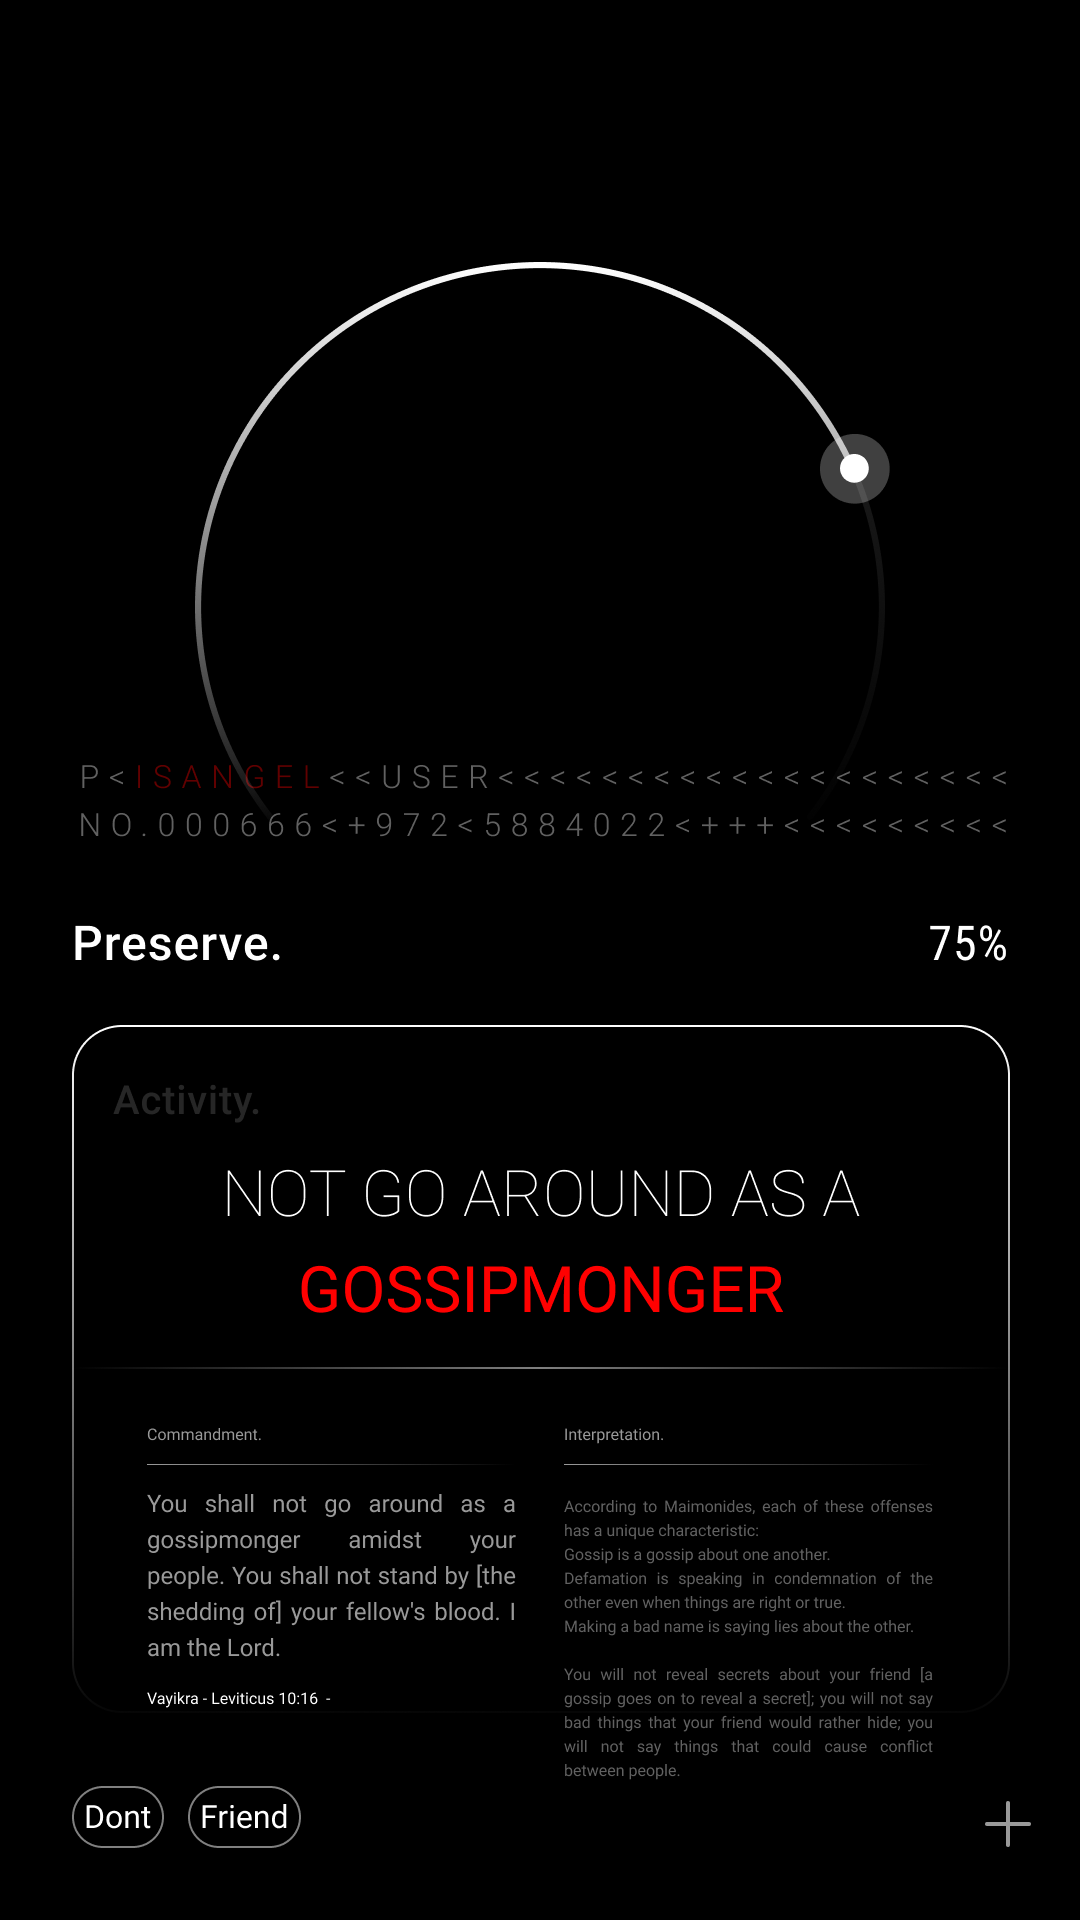 P<ISANGEL<<USER<<<<<<<<<<<<<<<<<<<<
NO.000666<+972<5884022<+++<<<<<<<<<
Preserve.
75%
Activity.
NOT GO AROUND AS A
GOSSIPMONGER
Commandment.
You shall not go around as a
gossipmonger amidst your
people. You shall not stand by [the
shedding of] your fellow's blood. I
am the Lord.
Vayikra - Leviticus 10:16 -
Interpretation.
According to Maimonides, each of these offenses
has a unique characteristic:
Gossip is a gossip about one another.
Defamation is speaking in condemnation of the
other even when things are right or true.
Making a bad name is saying lies about the other.
You will not reveal secrets about your friend [a
gossip goes on to reveal a secret]; you will not say
bad things that your friend would rather hide; you
will not say things that could cause conflict
between people.
Dont
Friend